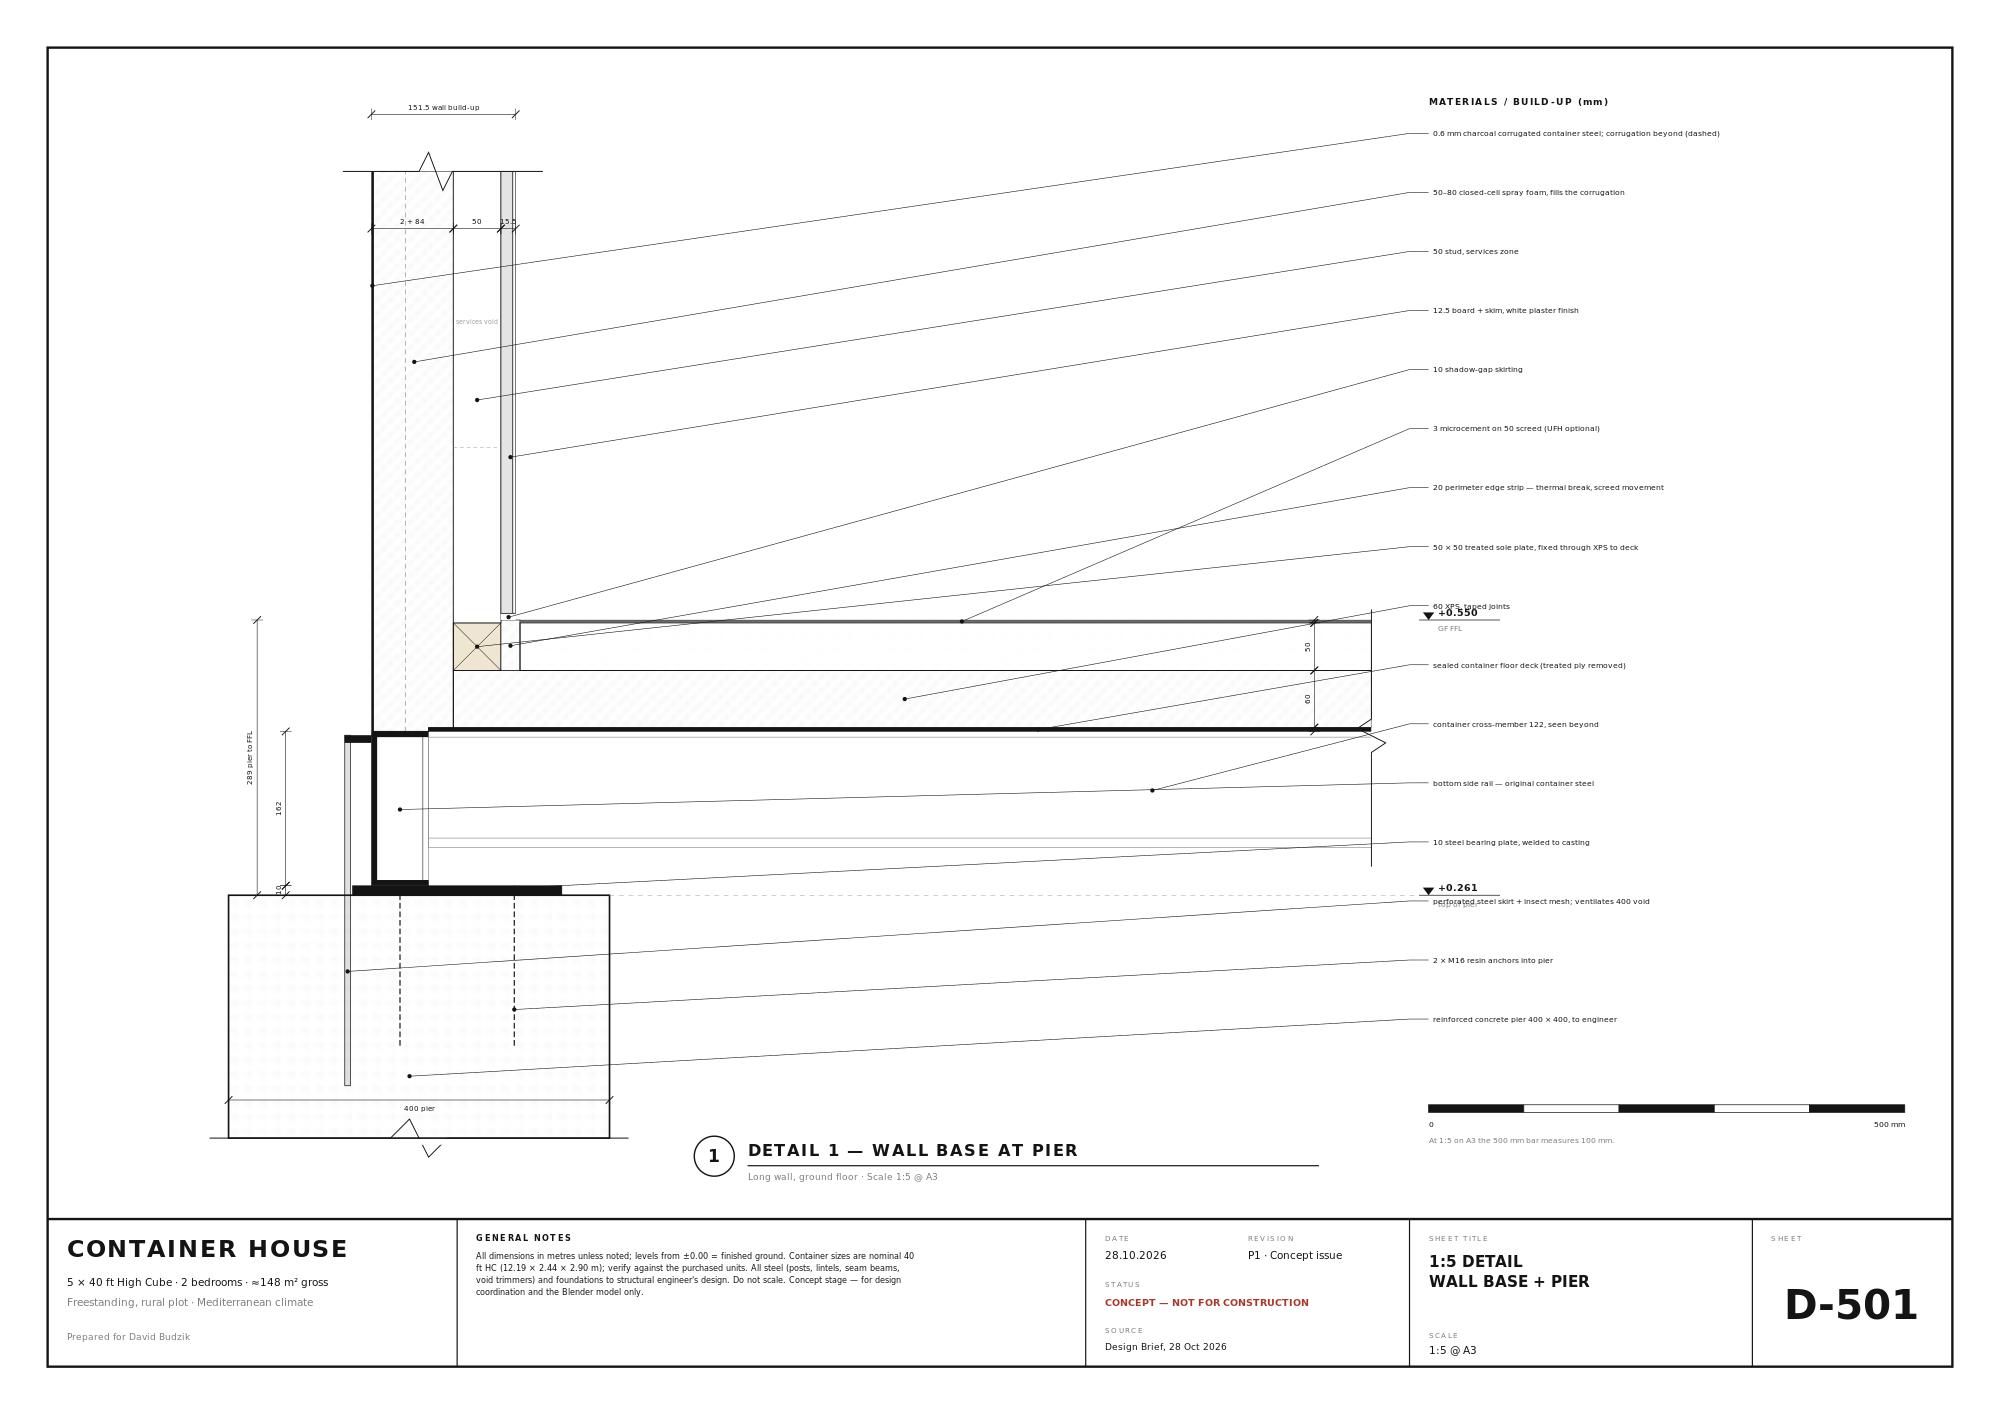 151.5 wall build-up
MATERIALS / BUILD-UP (mm)
0.6 mm charcoal corrugated container steel; corrugation beyond (dashed)
50–80 closed-cell spray foam, fills the corrugation
2 + 84
50
15.5
50 stud, services zone
12.5 board + skim, white plaster finish
services void
10 shadow-gap skirting
3 microcement on 50 screed (UFH optional)
20 perimeter edge strip — thermal break, screed movement
50 × 50 treated sole plate, fixed through XPS to deck
60 XPS, taped joints
+0.550
GF FFL
50
60
sealed container floor deck (treated ply removed)
container cross-member 122, seen beyond
289 pier to FFL
162
10
bottom side rail — original container steel
10 steel bearing plate, welded to casting
+0.261
top of pier
perforated steel skirt + insect mesh; ventilates 400 void
2 × M16 resin anchors into pier
reinforced concrete pier 400 × 400, to engineer
400 pier
0
500 mm
At 1:5 on A3 the 500 mm bar measures 100 mm.
1
DETAIL 1 — WALL BASE AT PIER
Long wall, ground floor · Scale 1:5 @ A3
CONTAINER HOUSE
5 × 40 ft High Cube · 2 bedrooms · ≈148 m² gross
Freestanding, rural plot · Mediterranean climate
Prepared for David Budzik
GENERAL NOTES
All dimensions in metres unless noted; levels from ±0.00 = finished ground. Container sizes are nominal 40
ft HC (12.19 × 2.44 × 2.90 m); verify against the purchased units. All steel (posts, lintels, seam beams,
void trimmers) and foundations to structural engineer's design. Do not scale. Concept stage — for design
coordination and the Blender model only.
DATE
28.10.2026
REVISION
P1 · Concept issue
STATUS
CONCEPT — NOT FOR CONSTRUCTION
SOURCE
Design Brief, 28 Oct 2026
SHEET TITLE
1:5 DETAIL
WALL BASE + PIER
SCALE
1:5 @ A3
SHEET
D-501